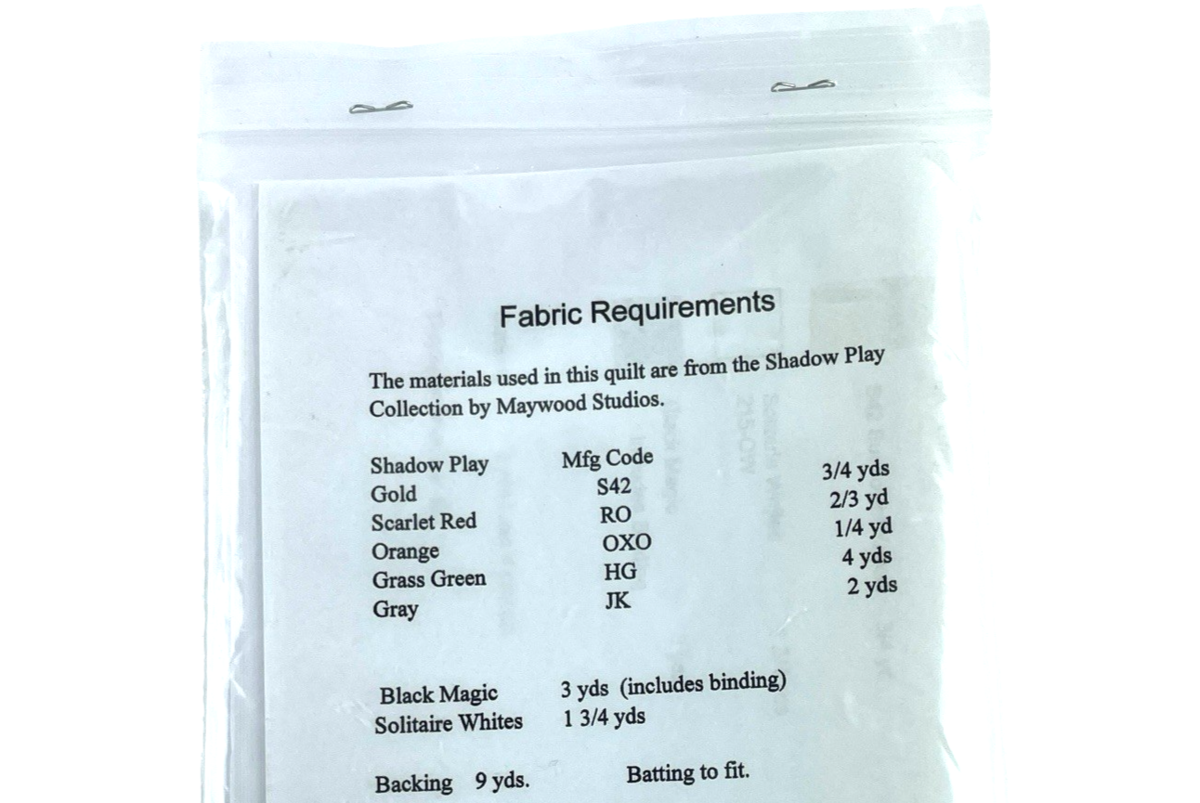 Fabric Requirements
The materials used in this quilt are from the Shadow Play
Collection by Maywood Studios.
Shadow Play Mfg Code
Gold S42 3/4 yds
Scarlet Red RO 2/3 yd
Orange OXO 1/4 yd
Grass Green HG 4 yds
Gray JK 2 yds
Black Magic 3 yds (includes binding)
Solitaire Whites 1 3/4 yds
Backing 9 yds. Batting to fit.